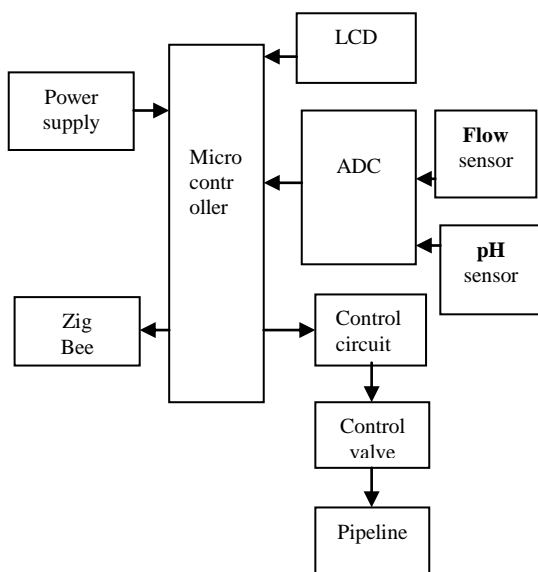 LCD
Power
supply
Micro
contr
oller
ADC
Flow
sensor
pH
sensor
Zig
Bee
Control
circuit
Control
valve
Pipeline